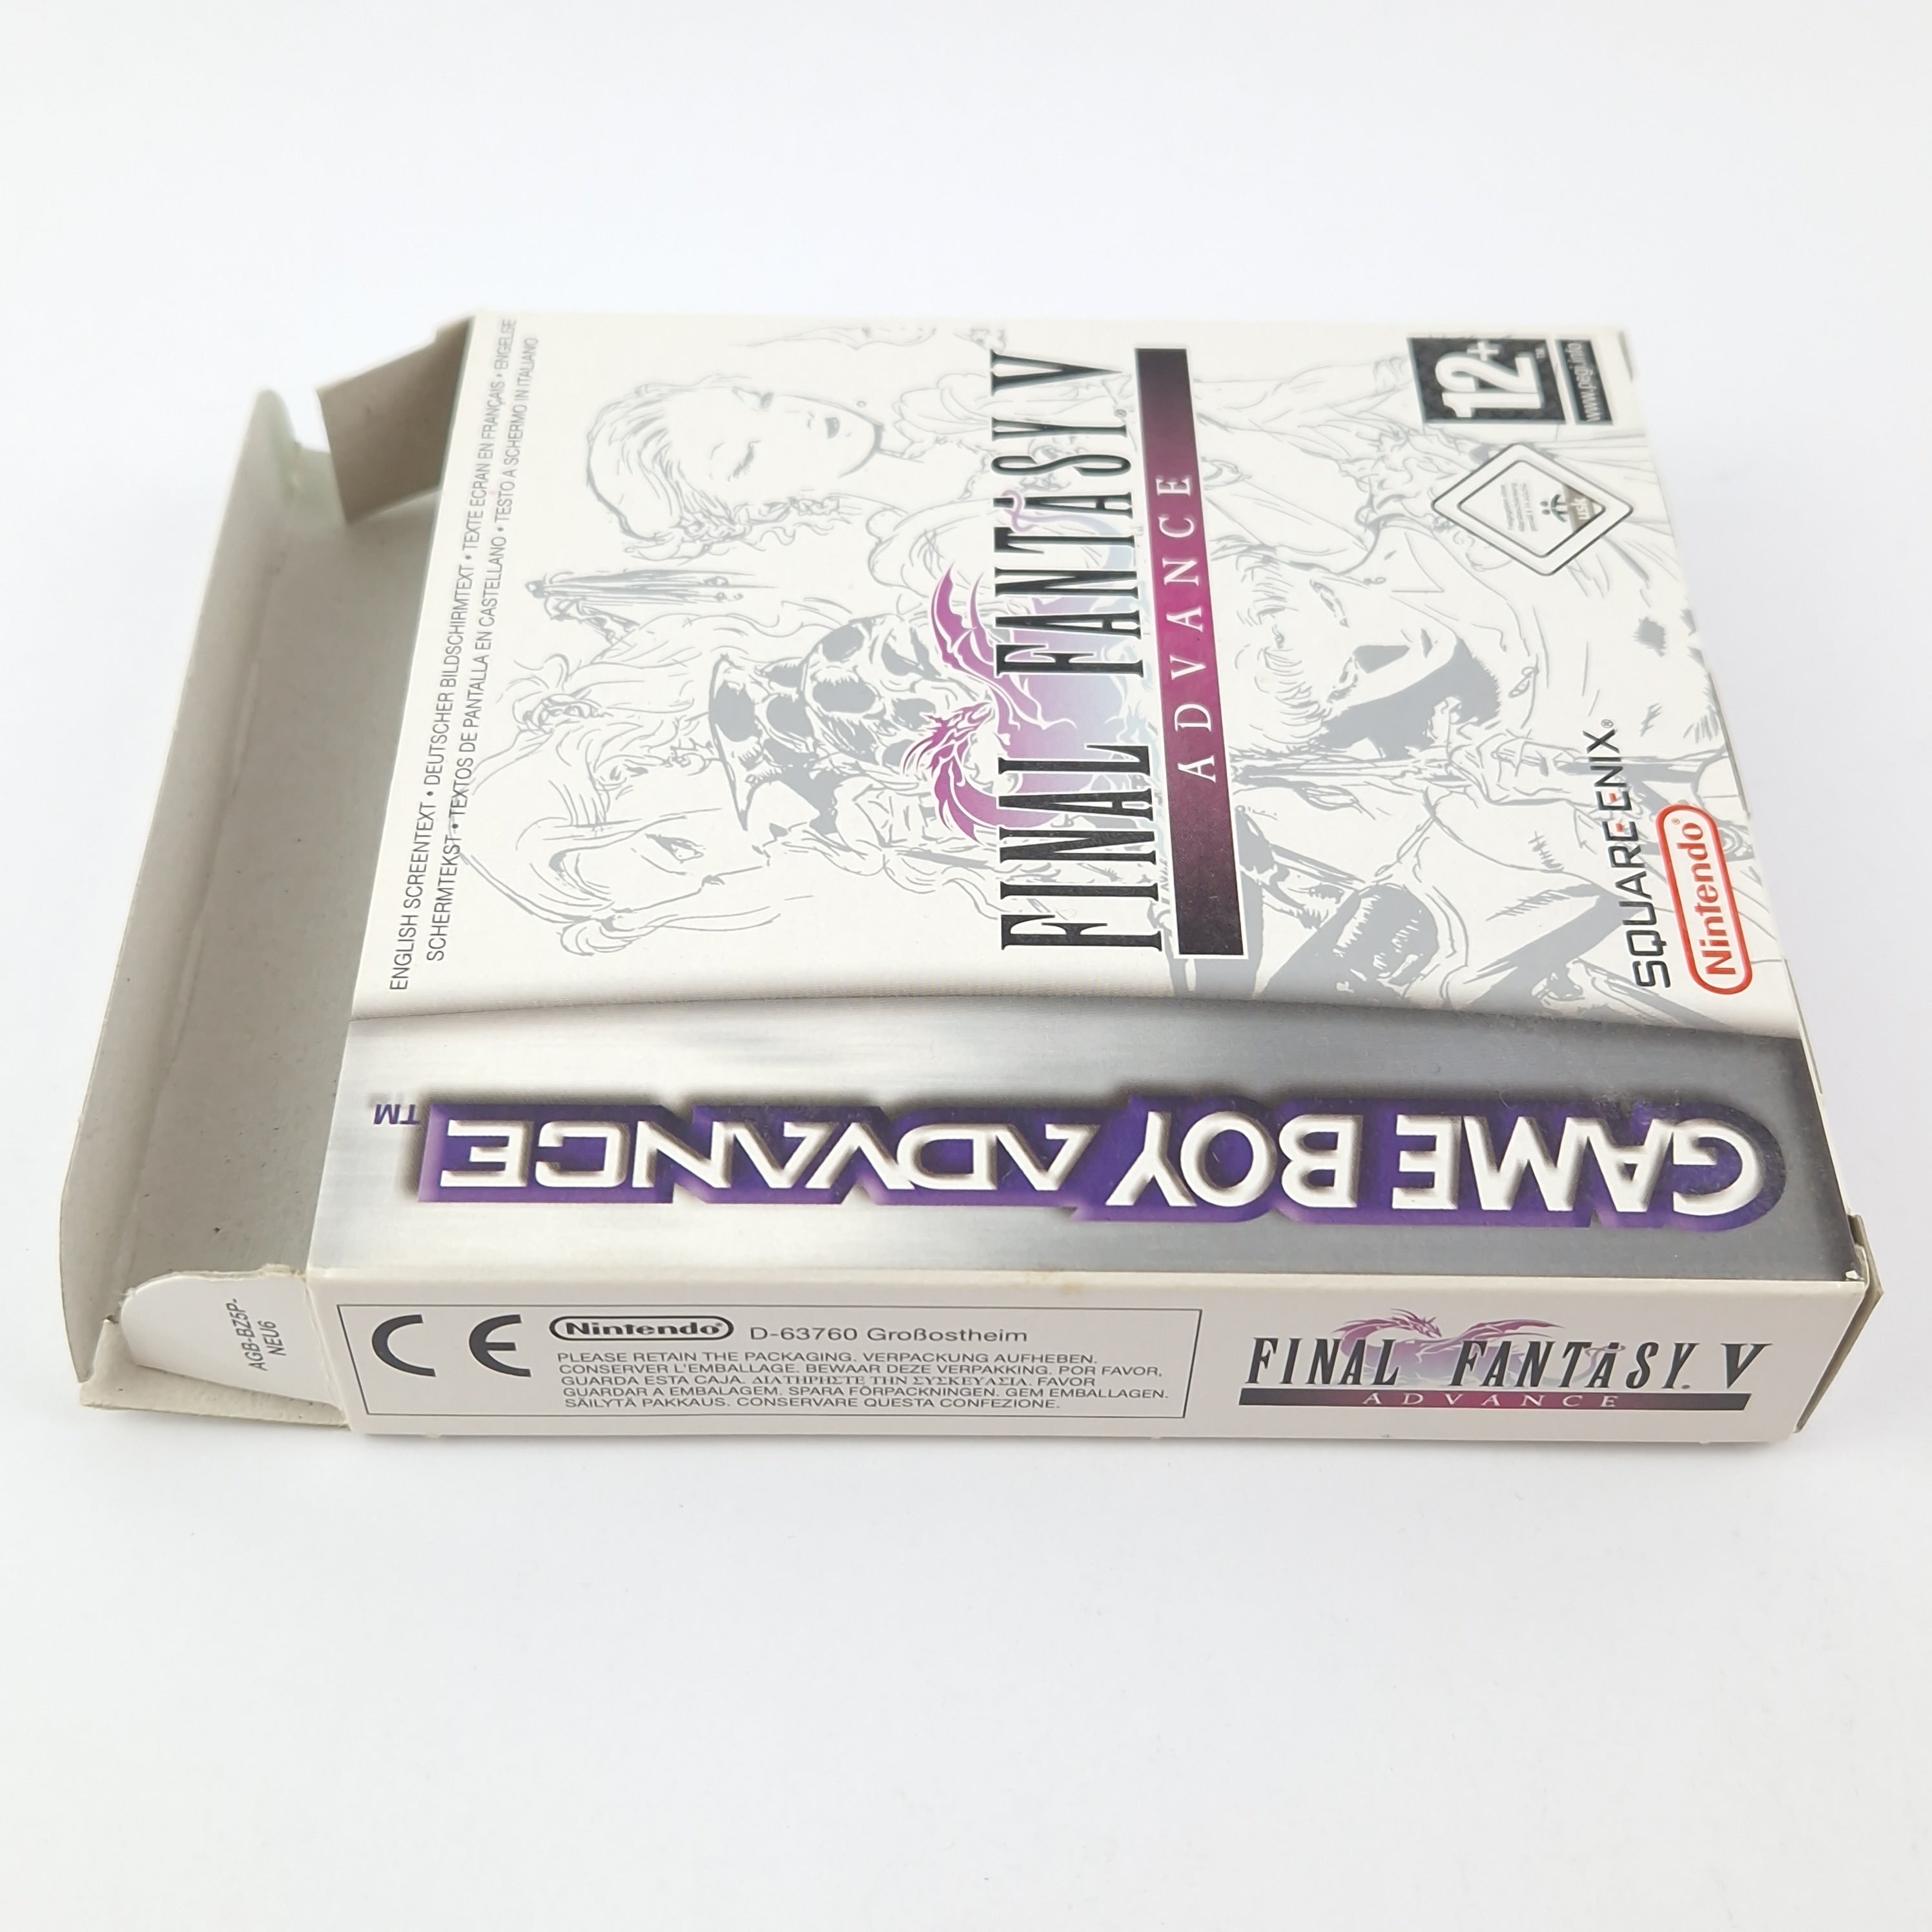 ENGLISH SCREENTEXT • DEUTSCHER BILDSCHIRMTEXT • TEXTE ECRAN EN FRANÇAIS • ENGELSE
SCHERMTEKST • TEXTOS DE PANTALLA EN CASTELLANO • TESTO A SCHERMO IN ITALIANO
FINAL FANTASY V®
ADVANCE
12+™
www.pegi.info
usk
SQUARE ENIX®
Nintendo®
GAME BOY ADVANCE™
AGB-BZ5P-
NEU6
CE
Nintendo® D-63760 Großostheim
PLEASE RETAIN THE PACKAGING. VERPACKUNG AUFHEBEN.
CONSERVER L'EMBALLAGE. BEWAAR DEZE VERPAKKING. POR FAVOR,
GUARDA ESTA CAJA. ΔΙΑΤΗΡΗΣΤΕ ΤΗΝ ΣΥΣΚΕΥΑΣΙΑ. FAVOR
GUARDAR A EMBALAGEM. SPARA FÖRPACKNINGEN. GEM EMBALLAGEN.
SÄILYTÄ PAKKAUS. CONSERVARE QUESTA CONFEZIONE.
FINAL FANTASY® V
ADVANCE